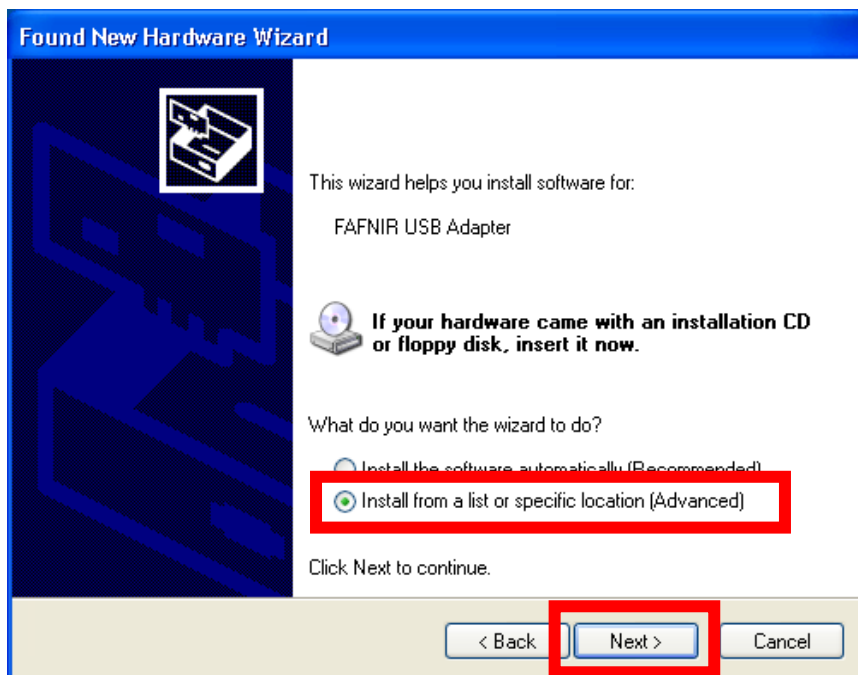 Found New Hardware Wizard
This wizard helps you install software for:
FAFNIR USB Adapter
If your hardware came with an installation CD
or floppy disk, insert it now.
What do you want the wizard to do?
Install the software automatically (Recommended)
Install from a list or specific location (Advanced)
Click Next to continue.
< Back
Next >
Cancel